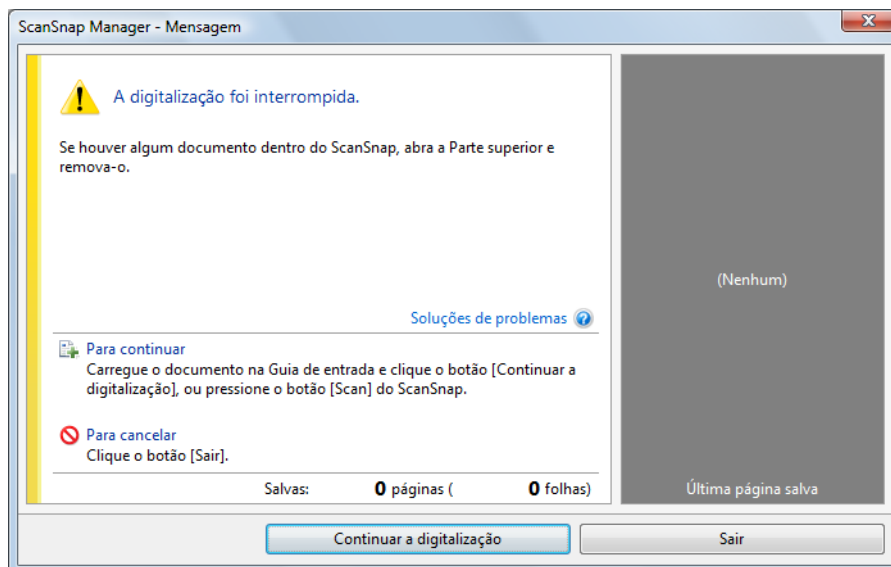 ScanSnap Manager - Mensagem
A digitalização foi interrompida.
Se houver algum documento dentro do ScanSnap, abra a Parte superior e
remova-o.
(Nenhum)
Soluções de problemas
Para continuar
Carregue o documento na Guia de entrada e clique o botão [Continuar a
digitalização], ou pressione o botão [Scan] do ScanSnap.
Para cancelar
Clique o botão [Sair].
Salvas: 0 páginas ( 0 folhas)
Última página salva
Continuar a digitalização
Sair